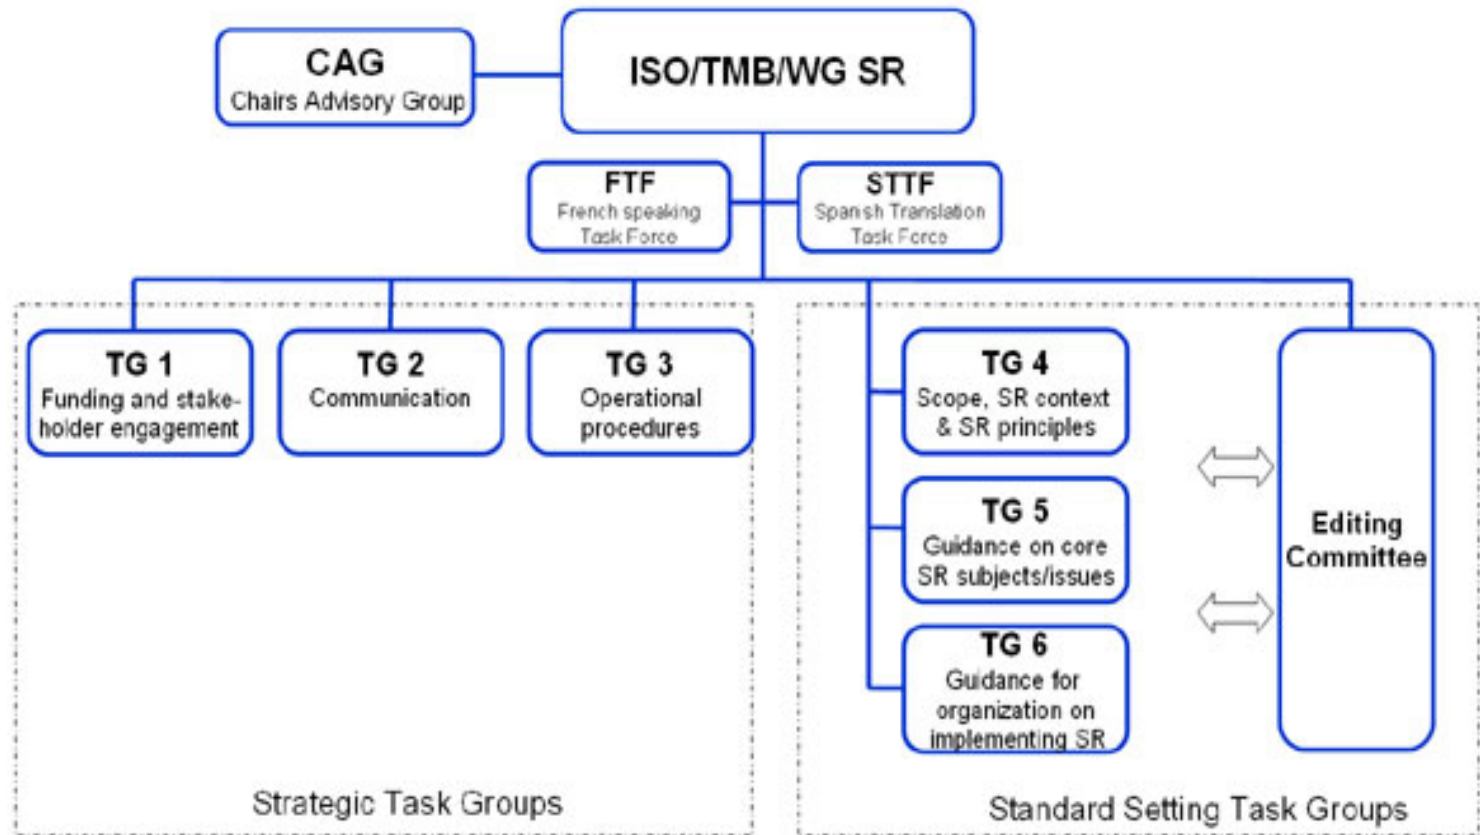 CAG
Chairs Advisory Group
ISO/TMB/WG SR
FTF
French speaking
Task Force
STTF
Spanish Translation
Task Force
TG 1
Funding and stake-
holder engagement
TG 2
Communication
TG 3
Operational
procedures
Strategic Task Groups
TG 4
Scope, SR context
& SR principles
TG 5
Guidance on core
SR subjects/issues
TG 6
Guidance for
organization on
implementing SR
Editing
Committee
Standard Setting Task Groups